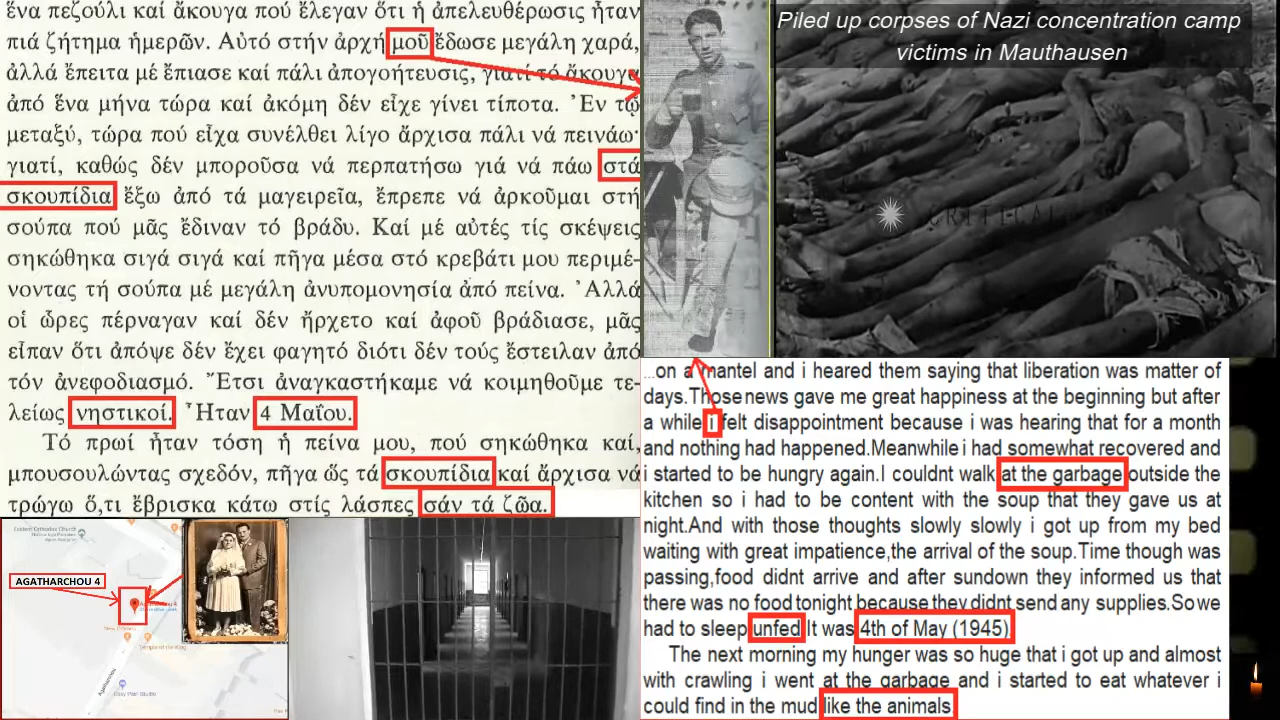 ἕνα πεζούλι καί ἄκουγα πού ἔλεγαν ὅτι ἡ ἀπελευθέρωσις ἦταν
πιά ζήτημα ἡμερῶν. Αὐτό στήν ἀρχή μοῦ ἔδωσε μεγάλη χαρά,
ἀλλά ἔπειτα μέ ἔπιασε καί πάλι ἀπογοήτευσις, γιατί τό ἄκουγα
ἀπό ἕνα μήνα τώρα καί ἀκόμη δέν εἶχε γίνει τίποτα. Ἐν τῷ
μεταξύ, τώρα πού εἶχα συνέλθει λίγο ἄρχισα πάλι νά πεινάω·
γιατί, καθώς δέν μποροῦσα νά περπατήσω γιά νά πάω στά
σκουπίδια ἔξω ἀπό τά μαγειρεῖα, ἔπρεπε νά ἀρκοῦμαι στή
σούπα πού μᾶς ἔδιναν τό βράδυ. Καί μέ αὐτές τίς σκέψεις
σηκώθηκα σιγά σιγά καί πῆγα μέσα στό κρεβάτι μου περιμέ-
νοντας τή σούπα μέ μεγάλη ἀνυπομονησία ἀπό πείνα. Ἀλλά
οἱ ὧρες πέρναγαν καί δέν ἤρχετο καί ἀφοῦ βράδιασε, μᾶς
εἶπαν ὅτι ἀπόψε δέν ἔχει φαγητό διότι δέν τούς ἔστειλαν ἀπό
τόν ἀνεφοδιασμό. Ἔτσι ἀναγκαστήκαμε νά κοιμηθοῦμε τε-
λείως νηστικοί. Ἦταν 4 Μαΐου.
Τό πρωί ἦταν τόση ἡ πείνα μου, πού σηκώθηκα καί,
μπουσουλώντας σχεδόν, πῆγα ὥς τά σκουπίδια καί ἄρχισα νά
τρώγω ὅ,τι ἔβρισκα κάτω στίς λάσπες σάν τά ζῶα.
Piled up corpses of Nazi concentration camp
victims in Mauthausen
CRITICAL
...on a mantel and i heared them saying that liberation was matter of
days.Those news gave me great happiness at the beginning but after
a while i felt disappointment because i was hearing that for a month
and nothing had happened.Meanwhile i had somewhat recovered and
i started to be hungry again.I couldnt walk at the garbage outside the
kitchen so i had to be content with the soup that they gave us at
night.And with those thoughts slowly slowly i got up from my bed
waiting with great impatience,the arrival of the soup.Time though was
passing,food didnt arrive and after sundown they informed us that
there was no food tonight because they didnt send any supplies.So we
had to sleep unfed.It was 4th of May (1945)
The next morning my hunger was so huge that i got up and almost
with crawling i went at the garbage and i started to eat whatever i
could find in the mud like the animals.
AGATHARCHOU 4